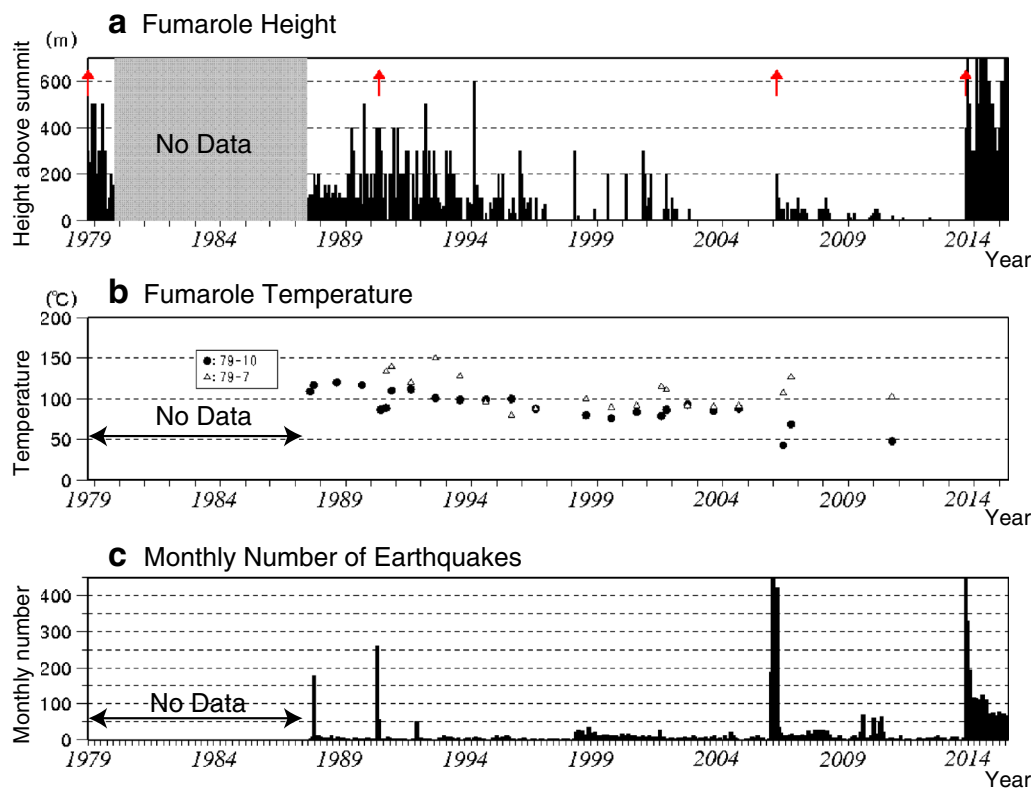 a Fumarole Height
(m)
Height above summit
600
400
200
0
No Data
1979 1984 1989 1994 1999 2004 2009 2014
Year
b Fumarole Temperature
(℃)
Temperature
200
150
100
50
0
●: 79-10
△: 79-7
No Data
1979 1984 1989 1994 1999 2004 2009 2014
Year
c Monthly Number of Earthquakes
Monthly number
400
300
200
100
0
No Data
1979 1984 1989 1994 1999 2004 2009 2014
Year